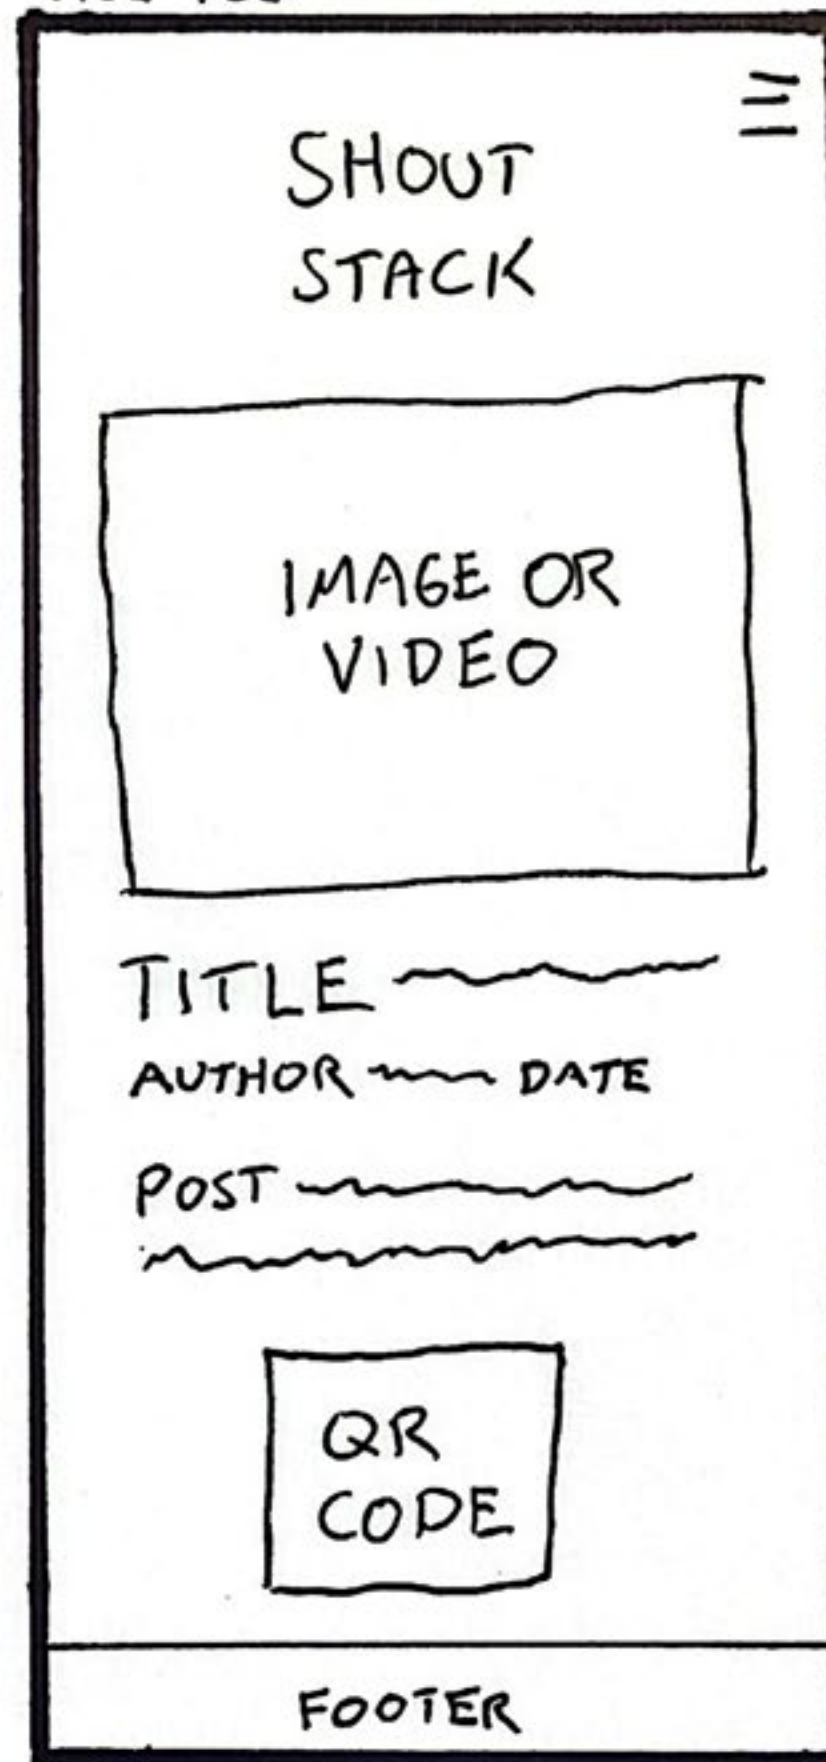 SHOUT
STACK
IMAGE OR
VIDEO
TITLE
AUTHOR DATE
POST
QR
CODE
FOOTER